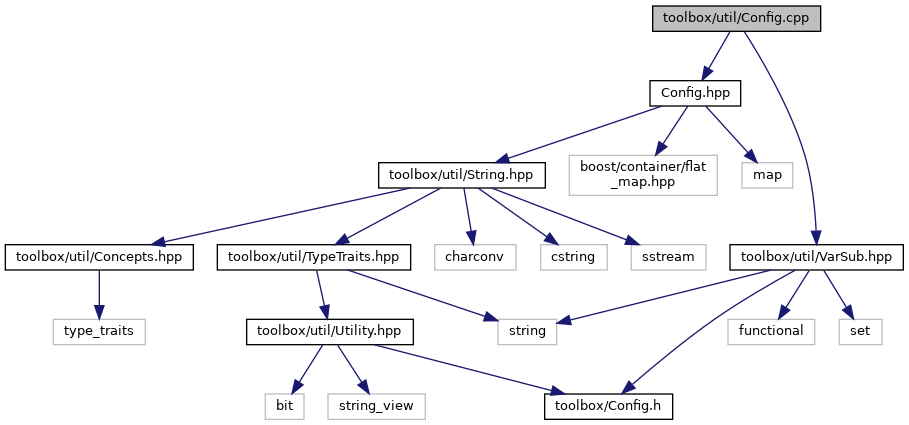 toolbox/util/Config.cpp
Config.hpp
toolbox/util/String.hpp
boost/container/flat
_map.hpp
map
toolbox/util/Concepts.hpp
toolbox/util/TypeTraits.hpp
charconv
cstring
sstream
toolbox/util/VarSub.hpp
type_traits
toolbox/util/Utility.hpp
string
functional
set
bit
string_view
toolbox/Config.h